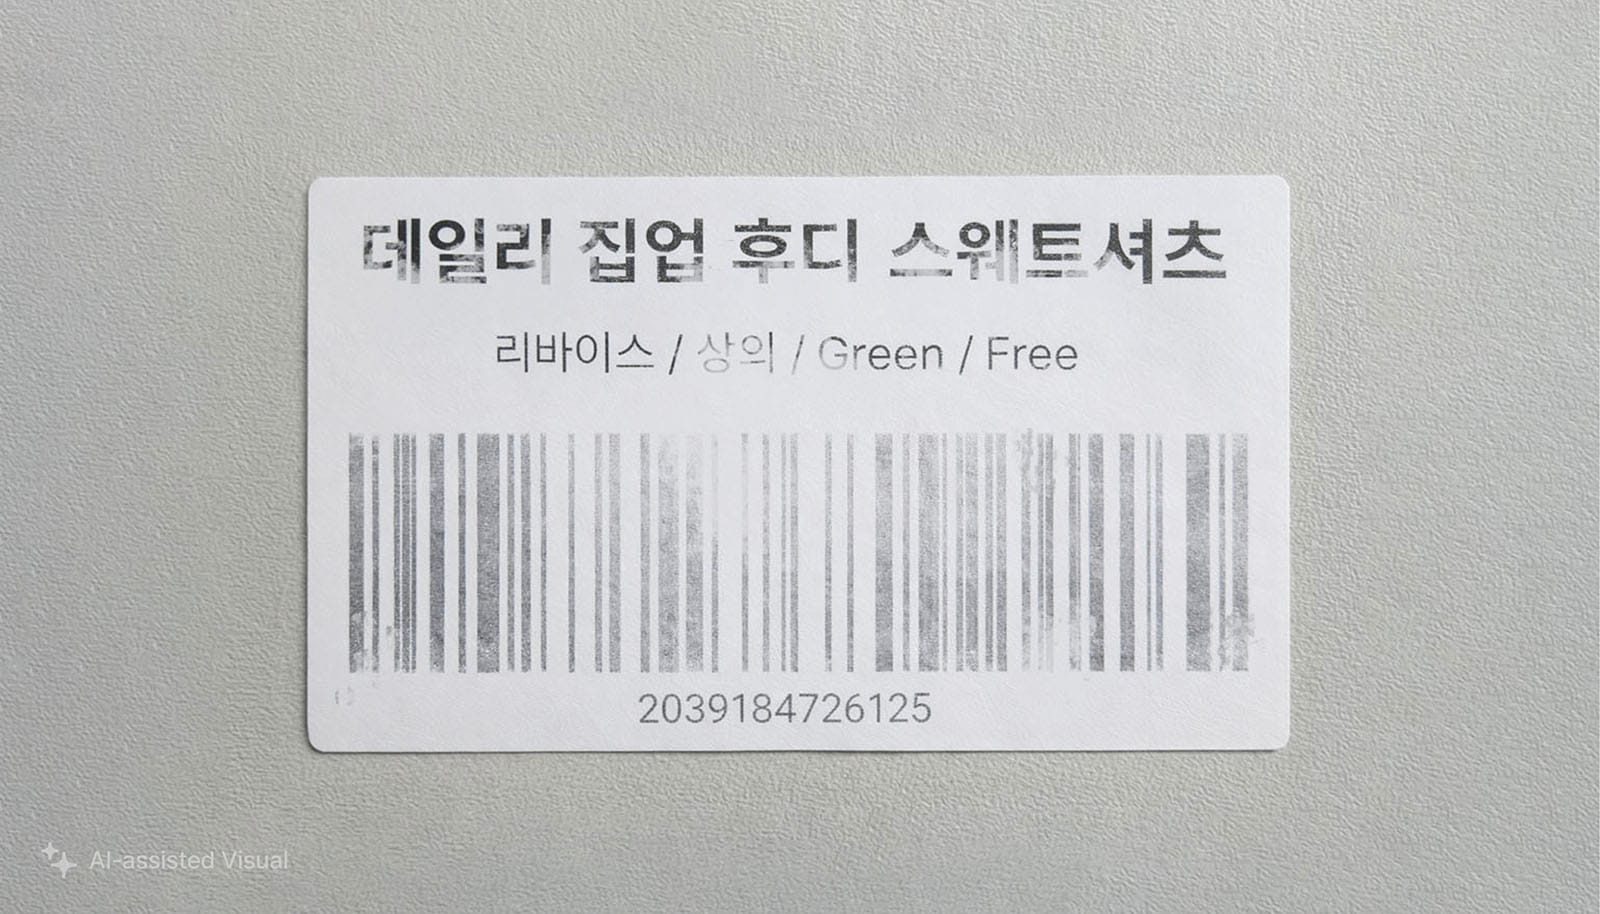 데일리 집업 후디 스웨트셔츠
리바이스 / 상의 / Green / Free
2039184726125
AI-assisted Visual